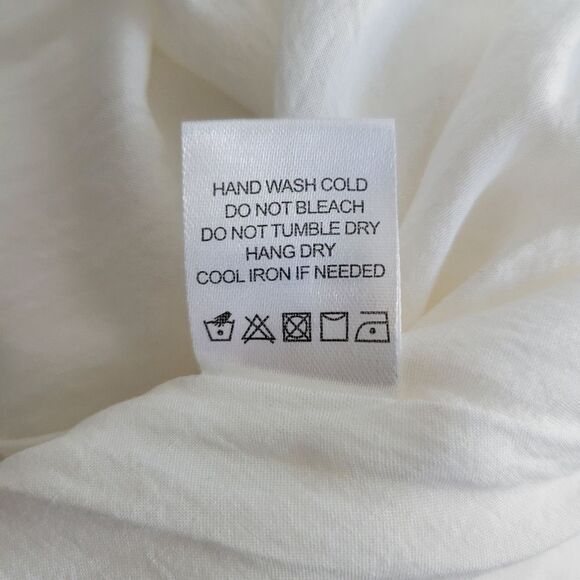 HAND WASH COLD
DO NOT BLEACH
DO NOT TUMBLE DRY
HANG DRY
COOL IRON IF NEEDED